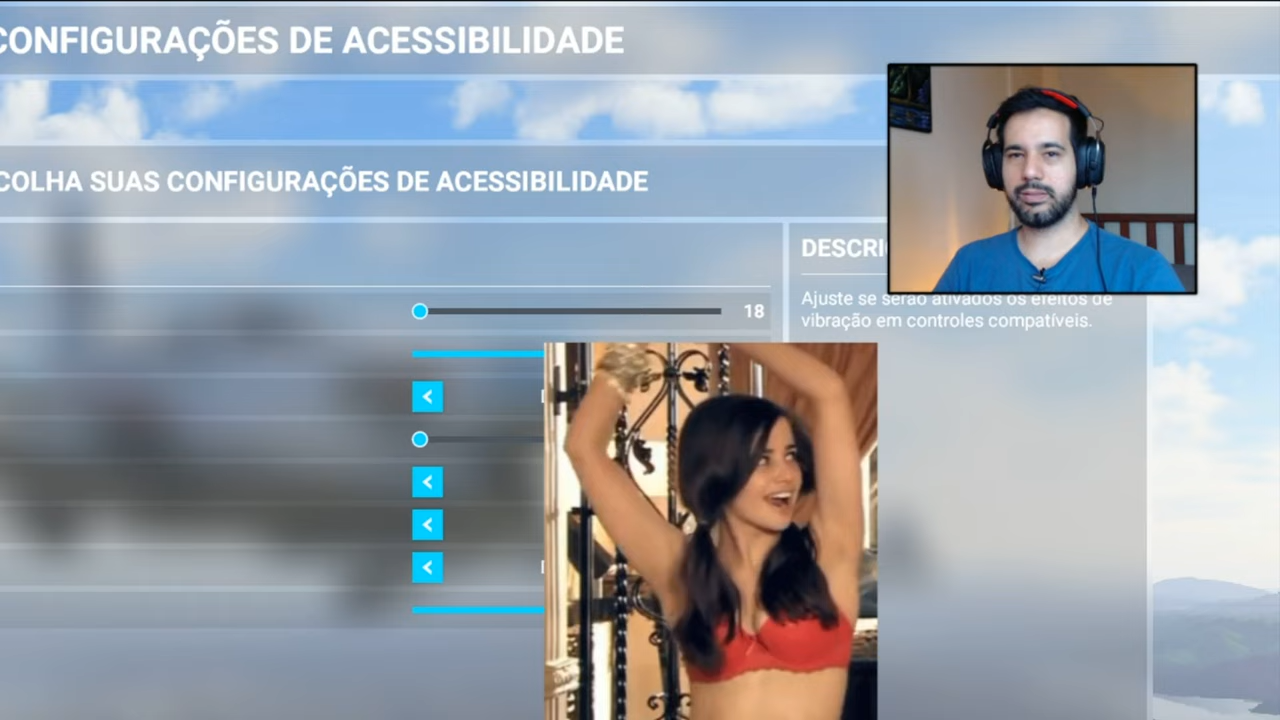 CONFIGURAÇÕES DE ACESSIBILIDADE
COLHA SUAS CONFIGURAÇÕES DE ACESSIBILIDADE
DESCRI
18
Ajuste se serão ativados os efeitos de
vibração em controles compatíveis.